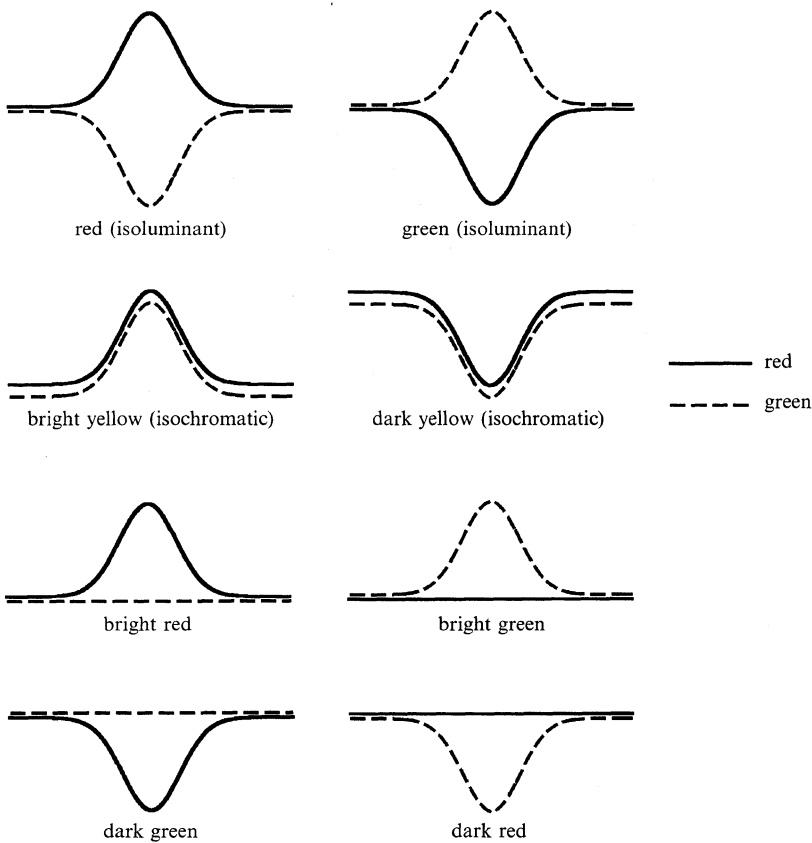 red (isoluminant)
green (isoluminant)
bright yellow (isochromatic)
dark yellow (isochromatic)
red
green
bright red
bright green
dark green
dark red